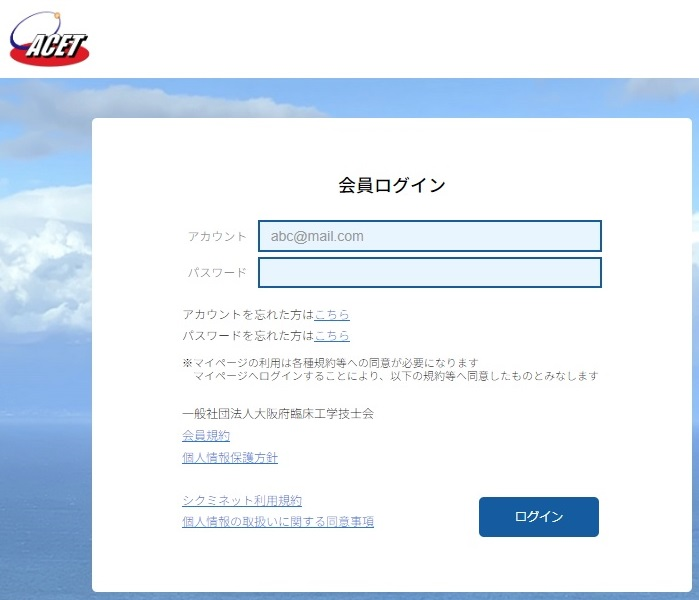 ACET
会員ログイン
アカウント
abc@mail.com
パスワード
アカウントを忘れた方はこちら
パスワードを忘れた方はこちら
※マイページの利用は各種規約等への同意が必要になります
マイページへログインすることにより、以下の規約等へ同意したものとみなします
一般社団法人大阪府臨床工学技士会
会員規約
個人情報保護方針
シクミネット利用規約
個人情報の取扱いに関する同意事項
ログイン